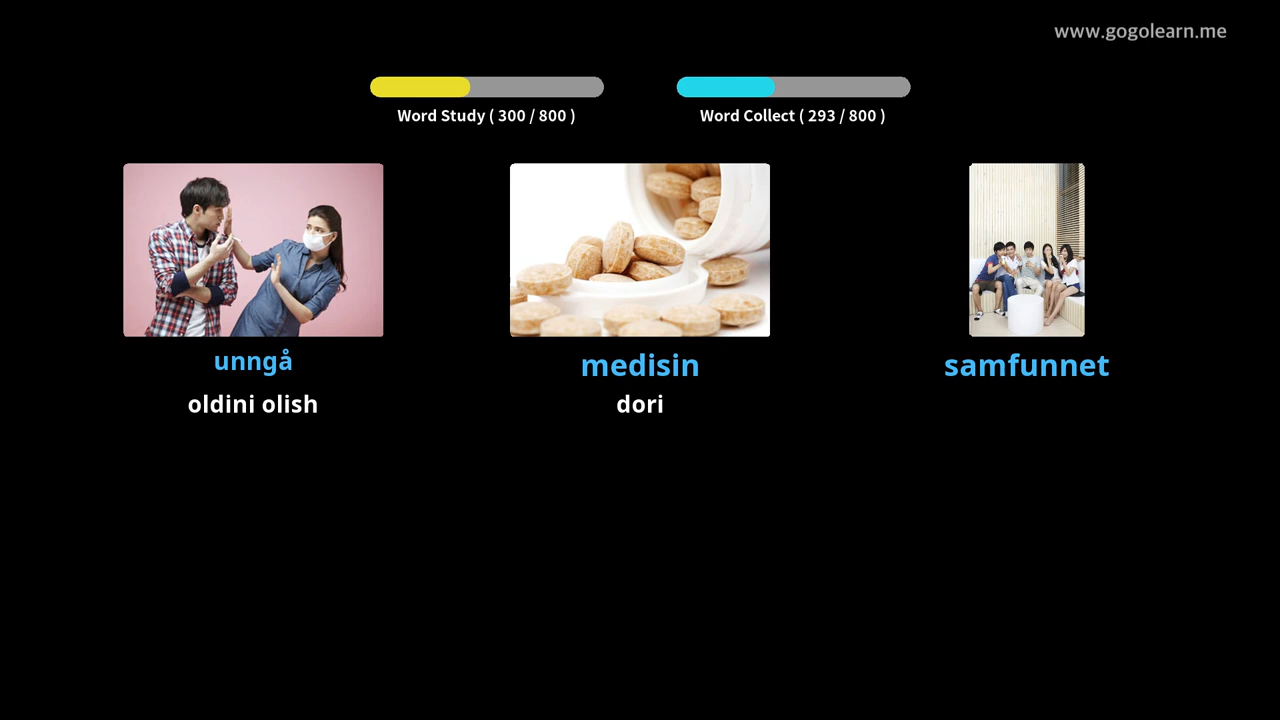 www.gogolearn.me
Word Study ( 300 / 800 )
Word Collect ( 293 / 800 )
unngå
medisin
samfunnet
oldini olish
dori